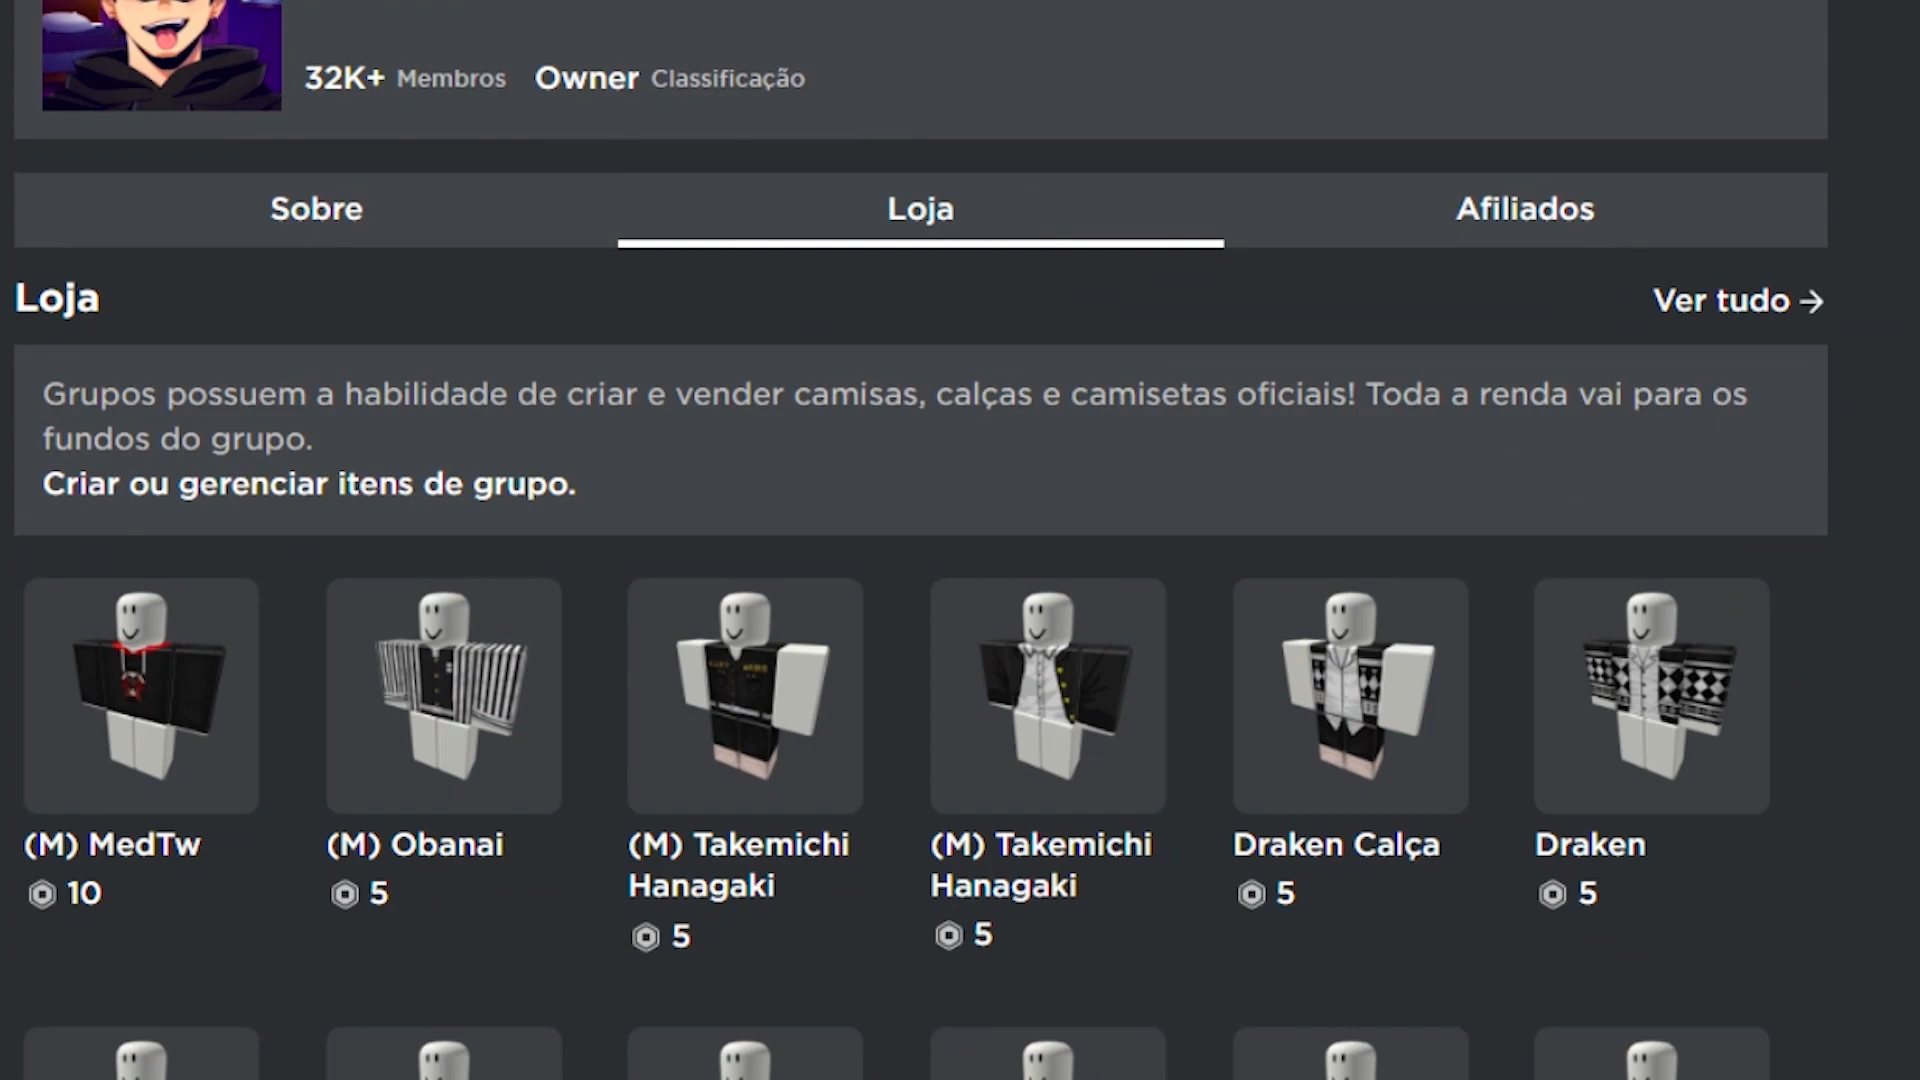 32K+ Membros Owner Classificação
Sobre Loja Afiliados
Loja
Ver tudo →
Grupos possuem a habilidade de criar e vender camisas, calças e camisetas oficiais! Toda a renda vai para os
fundos do grupo.
Criar ou gerenciar itens de grupo.
(M) MedTw
10
(M) Obanai
5
(M) Takemichi
Hanagaki
5
(M) Takemichi
Hanagaki
5
Draken Calça
5
Draken
5